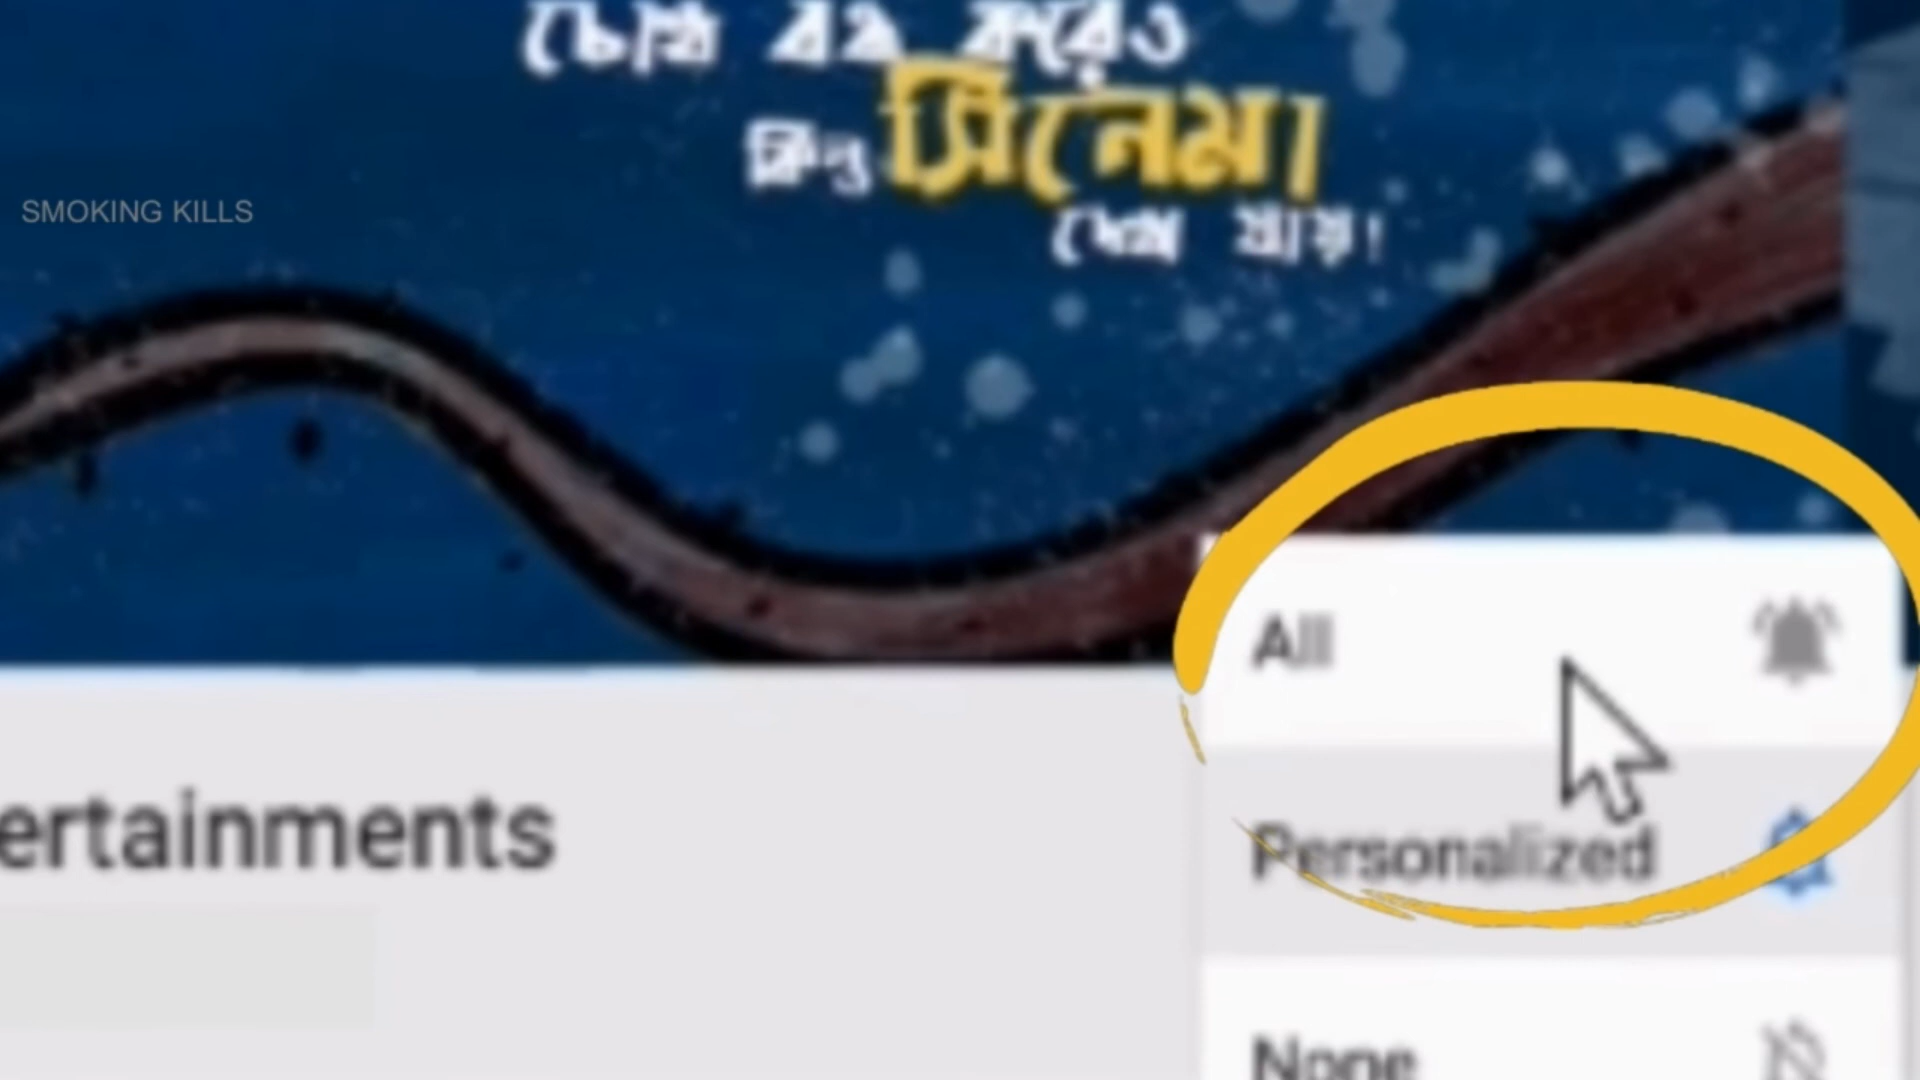 চোখ বন্ধ করেও
কিন্তু সিনেমা
দেখা যায়!
SMOKING KILLS
All
ertainments
Personalized
None